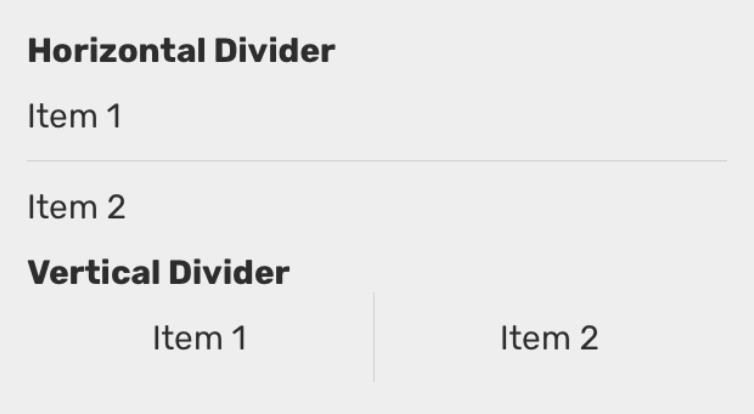 Horizontal Divider
Item 1
Item 2
Vertical Divider
Item 1 Item 2